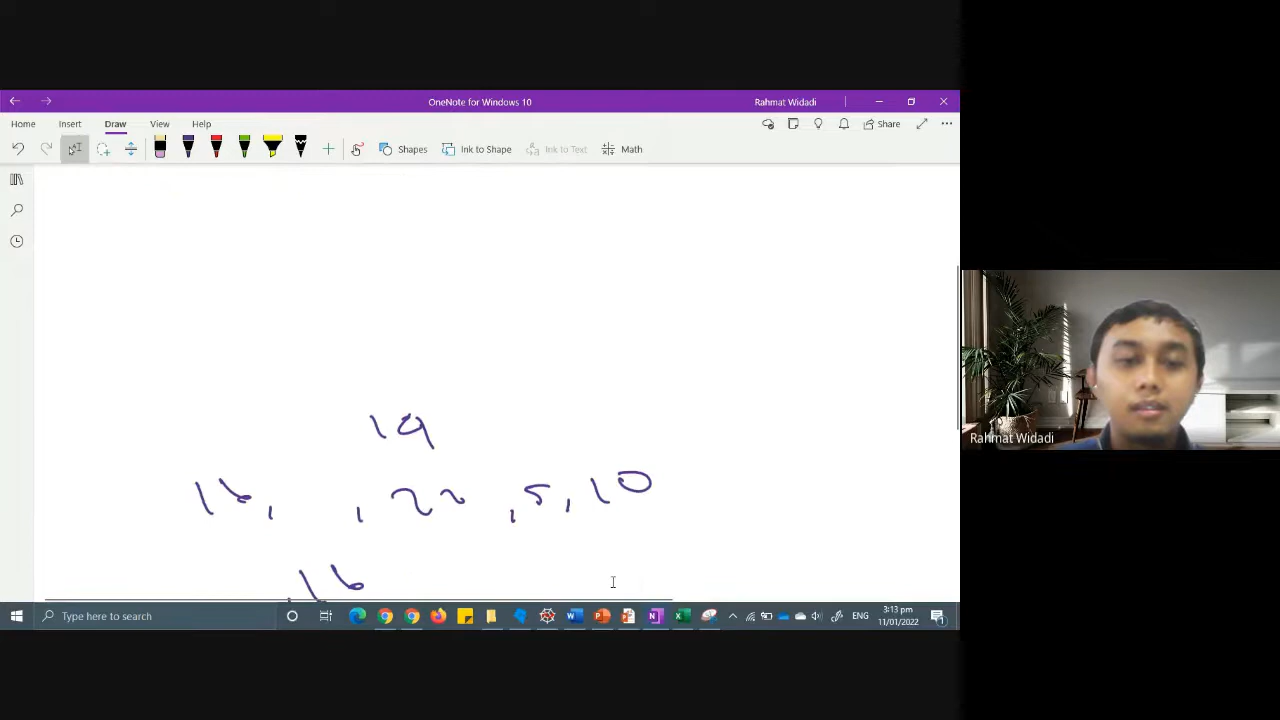 OneNote for Windows 10
Rahmat Widadi
Home Insert Draw View Help
Share
Shapes Ink to Shape Ink to Text Math
19
16, , 22 , 5, 10
, 16
Rahmat Widadi
Type here to search
ENG
3:13 pm
11/01/2022
1